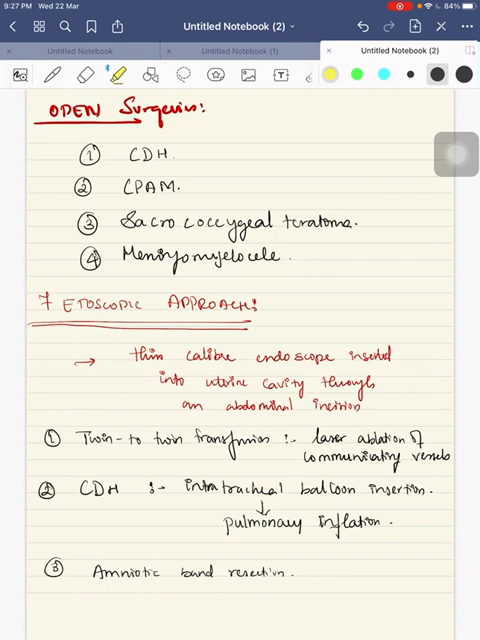 9:27 PM Wed 22 Mar
84%
Untitled Notebook (2)
Untitled Notebook
Untitled Notebook (1)
Untitled Notebook (2)
OPEN Surgeries:
① CDH.
② CPAM.
③ Sacrococcygeal teratoma.
④ Meningomyelocele.
FETOSCOPIC APPROACH:
→ thin calibre endoscope inserted
into uterine cavity through
an abdominal incision
① Twin-to twin transfusion :- laser ablation of
communicating vessels
② CDH :- intratracheal balloon insertion.
↓
pulmonary inflation.
③ Amniotic band resection.